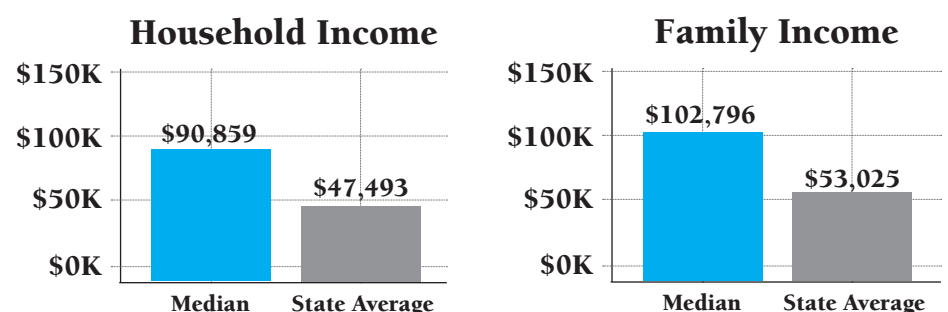 Household Income
$150K
$100K
$50K
$0K
$90,859
$47,493
Median
State Average
Family Income
$150K
$100K
$50K
$0K
$102,796
$53,025
Median
State Average